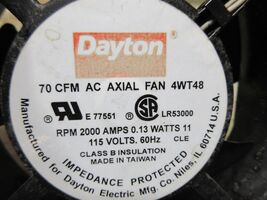 Dayton
70 CFM AC AXIAL FAN 4WT48
E 77551 LR53000
RPM 2000 AMPS 0.13 WATTS 11
115 VOLTS. 60Hz CLE
CLASS B INSULATION
MADE IN TAIWAN
IMPEDANCE PROTECTED
Manufactured for Dayton Electric Mfg. Co. Niles, IL 60714 U.S.A.